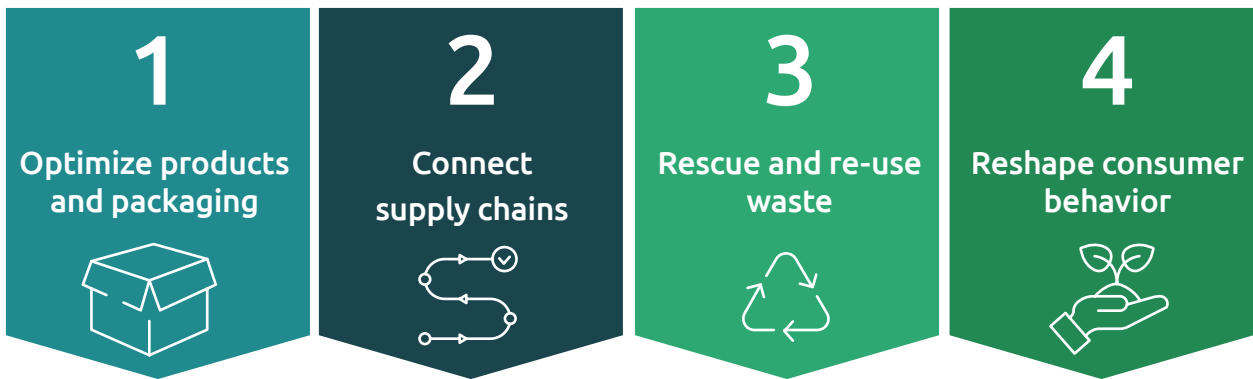 1
Optimize products
and packaging
2
Connect
supply chains
3
Rescue and re-use
waste
4
Reshape consumer
behavior